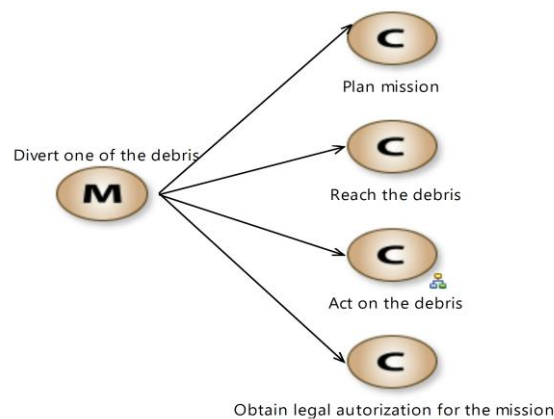 C
Plan mission
Divert one of the debris
M
C
Reach the debris
C
Act on the debris
C
Obtain legal autorization for the mission